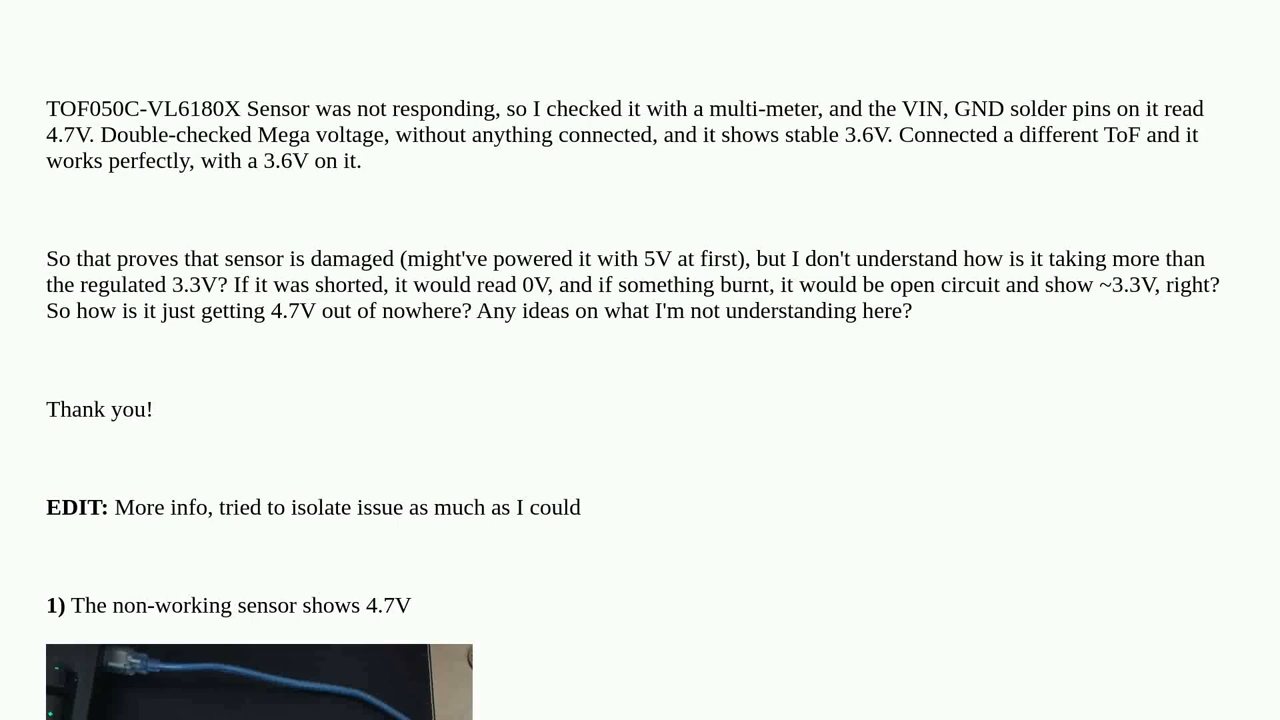 TOF050C-VL6180X Sensor was not responding, so I checked it with a multi-meter, and the VIN, GND solder pins on it read
4.7V. Double-checked Mega voltage, without anything connected, and it shows stable 3.6V. Connected a different ToF and it
works perfectly, with a 3.6V on it.
So that proves that sensor is damaged (might've powered it with 5V at first), but I don't understand how is it taking more than
the regulated 3.3V? If it was shorted, it would read 0V, and if something burnt, it would be open circuit and show ~3.3V, right?
So how is it just getting 4.7V out of nowhere? Any ideas on what I'm not understanding here?
Thank you!
EDIT: More info, tried to isolate issue as much as I could
1) The non-working sensor shows 4.7V